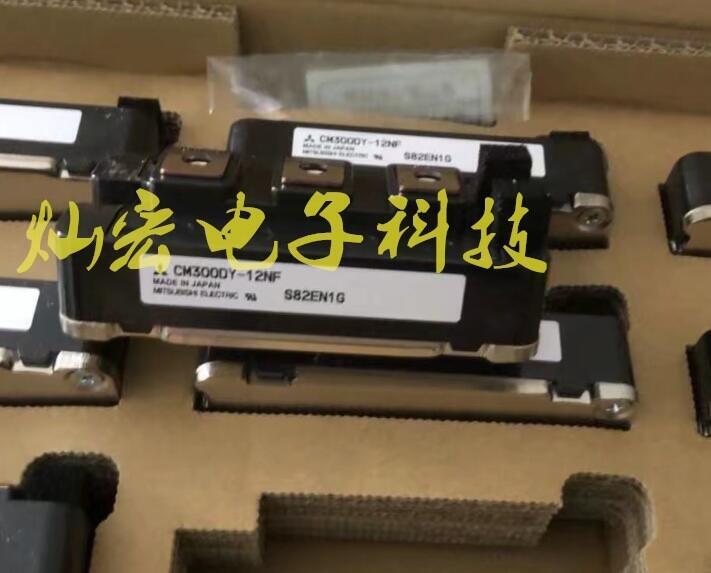 CM300DY-12NF
MADE IN JAPAN
MITSUBISHI ELECTRIC
S82EN1G
灿宏电子科技
CM300DY-12NF
MADE IN JAPAN
MITSUBISHI ELECTRIC
S82EN1G